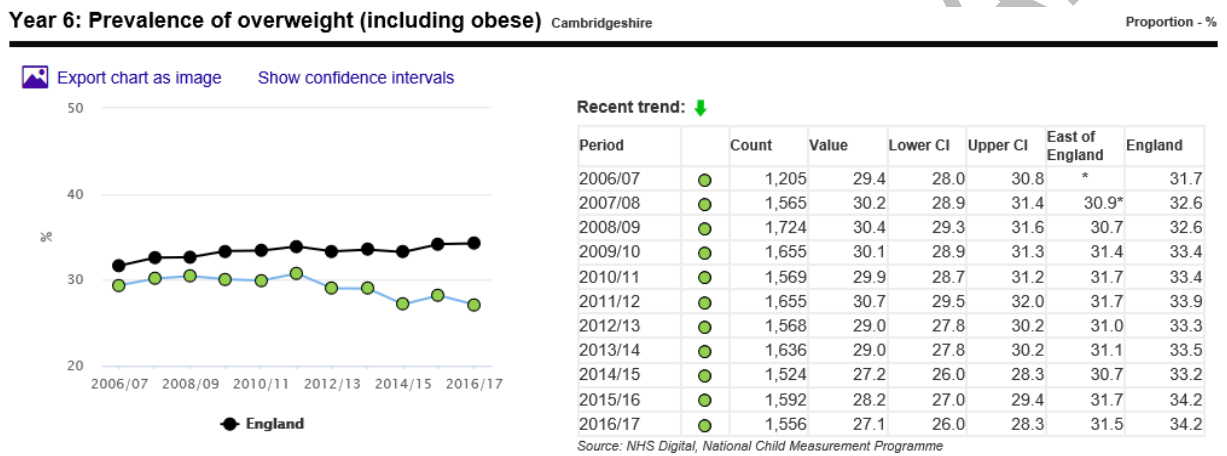 Year 6: Prevalence of overweight (including obese) Cambridgeshire Proportion - %
Export chart as image Show confidence intervals
50
40
%
30
20
2006/07 2008/09 2010/11 2012/13 2014/15 2016/17
England
Recent trend:
Period Count Value Lower CI Upper CI East of England England
2006/07 1,205 29.4 28.0 30.8 * 31.7
2007/08 1,565 30.2 28.9 31.4 30.9* 32.6
2008/09 1,724 30.4 29.3 31.6 30.7 32.6
2009/10 1,655 30.1 28.9 31.3 31.4 33.4
2010/11 1,569 29.9 28.7 31.2 31.7 33.4
2011/12 1,655 30.7 29.5 32.0 31.7 33.9
2012/13 1,568 29.0 27.8 30.2 31.0 33.3
2013/14 1,636 29.0 27.8 30.2 31.1 33.5
2014/15 1,524 27.2 26.0 28.3 30.7 33.2
2015/16 1,592 28.2 27.0 29.4 31.7 34.2
2016/17 1,556 27.1 26.0 28.3 31.5 34.2
Source: NHS Digital, National Child Measurement Programme